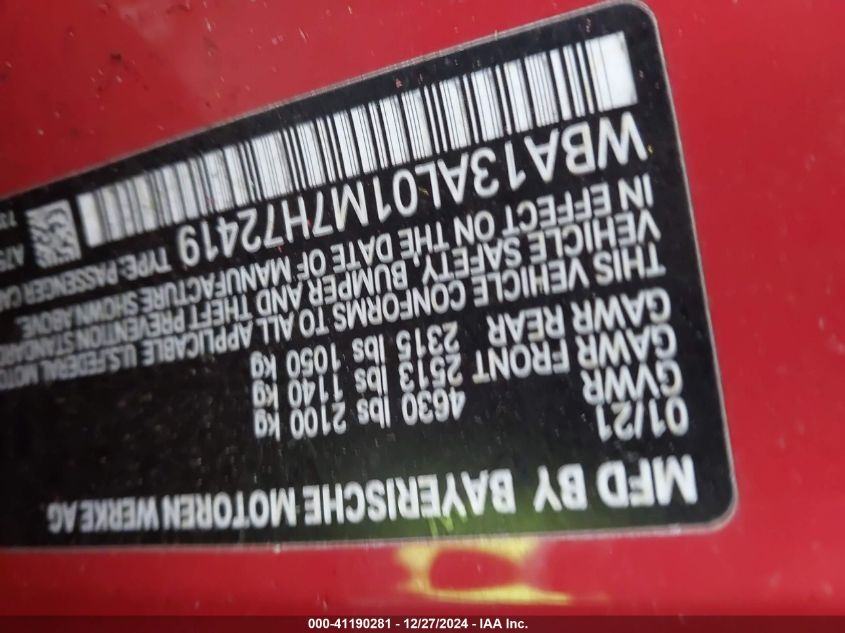 MFD BY BAYERISCHE MOTOREN WERKE AG
01/21
GVWR 4630 lbs 2100 kg
GAWR FRONT 2513 lbs 1140 kg
GAWR REAR 2315 lbs 1050 kg
THIS VEHICLE CONFORMS TO ALL APPLICABLE U.S. FEDERAL MOTO
VEHICLE SAFETY, BUMPER AND THEFT PREVENTION STANDARD
IN EFFECT ON THE DATE OF MANUFACTURE SHOWN ABOVE.
WBA13AL01M7H72419 TYPE: PASSENGER CAR
000-41190281 - 12/27/2024 - IAA Inc.